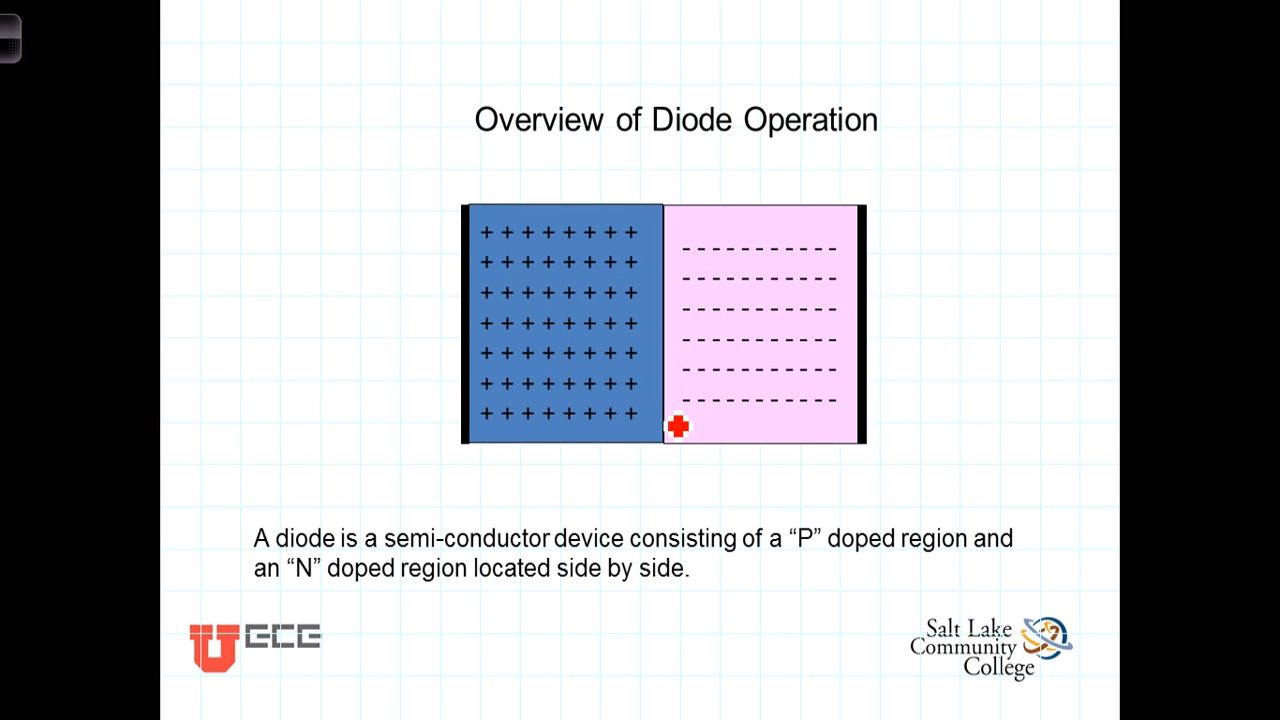 Overview of Diode Operation
+ + + + + + + +
+ + + + + + + +
+ + + + + + + +
+ + + + + + + +
+ + + + + + + +
+ + + + + + + +
+ + + + + + + +
- - - - - - - - - - -
- - - - - - - - - - -
- - - - - - - - - - -
- - - - - - - - - - -
- - - - - - - - - - -
- - - - - - - - - - -
A diode is a semi-conductor device consisting of a “P” doped region and
an “N” doped region located side by side.
U ECE
Salt Lake
Community
College